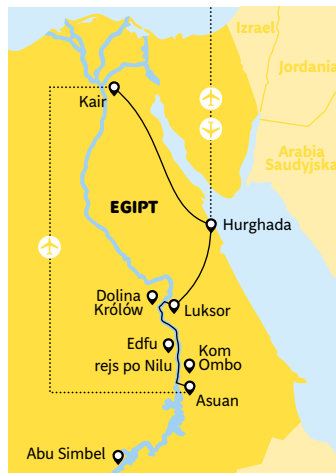 Izrael
Jordania
Arabia
Saudyjska
Kair
EGIPT
Hurghada
Dolina
Królów
Luksor
Edfu
rejs po Nilu
Kom
Ombo
Asuan
Abu Simbel